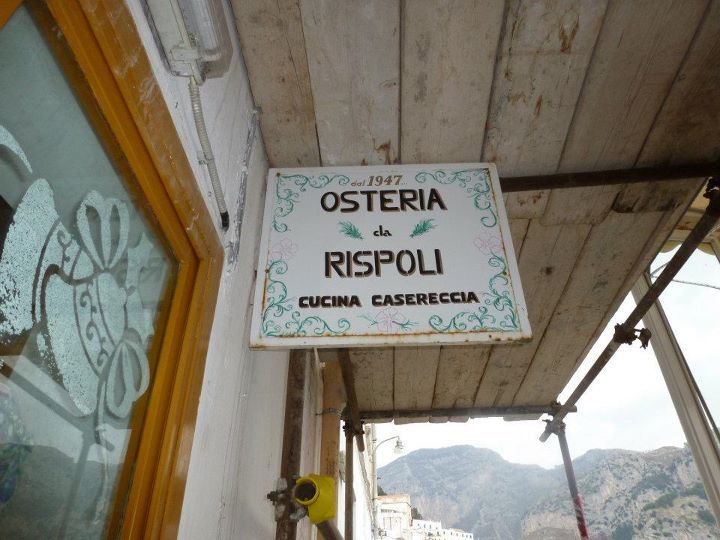 dal 1947
OSTERIA
da
RISPOLI
CUCINA CASERECCIA